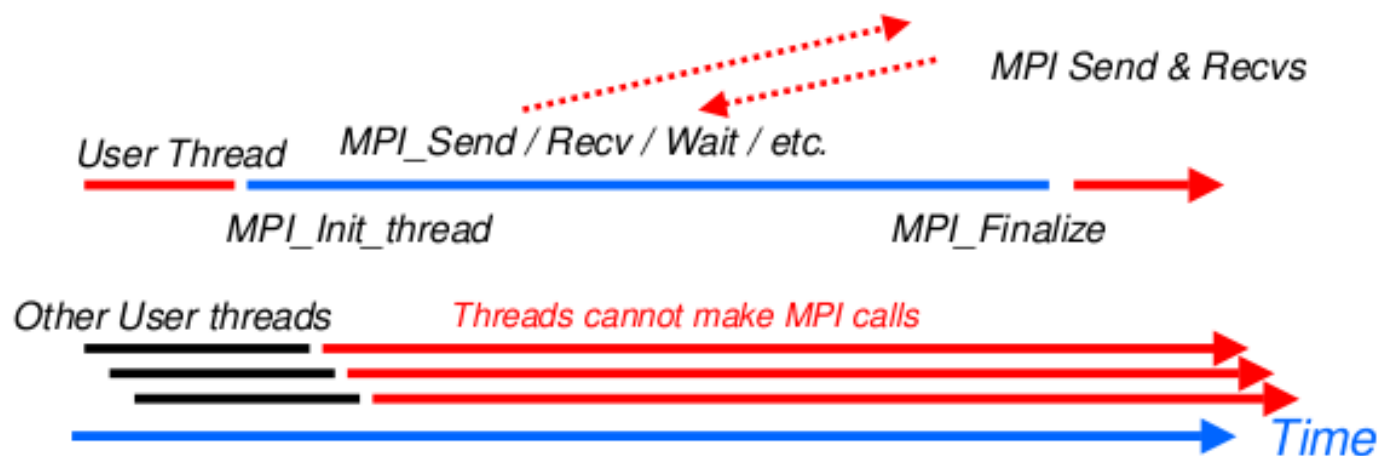 MPI Send & Recvs
User Thread
MPI_Send / Recv / Wait / etc.
MPI_Init_thread
MPI_Finalize
Other User threads
Threads cannot make MPI calls
Time